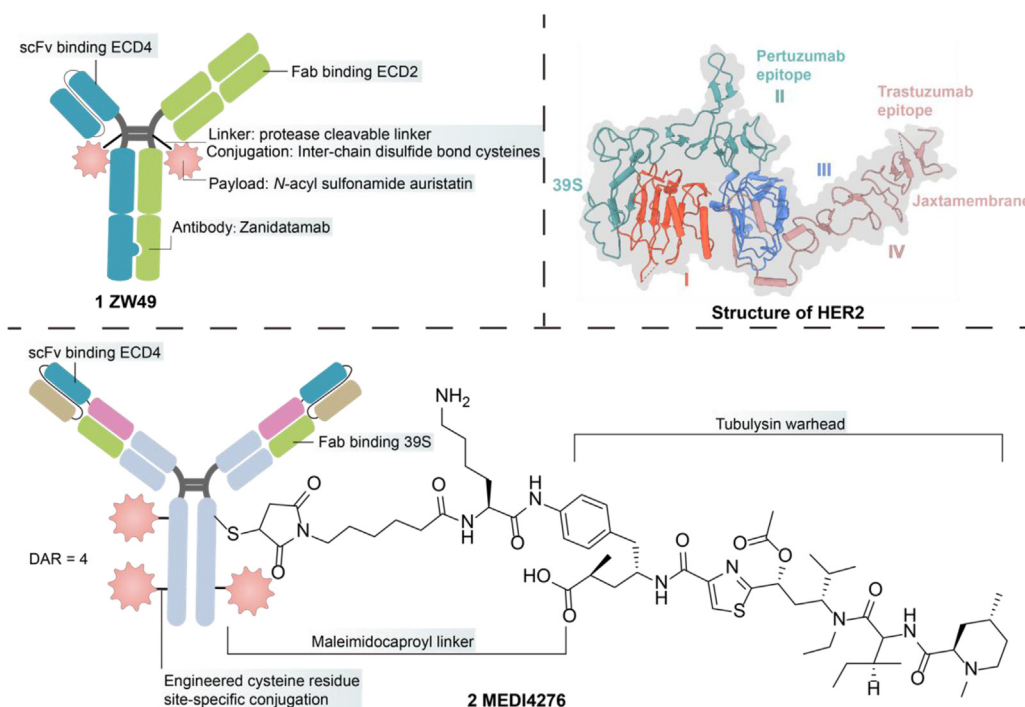 scFv binding ECD4
Fab binding ECD2
Linker: protease cleavable linker
Conjugation: Inter-chain disulfide bond cysteines
Payload: N-acyl sulfonamide auristatin
Antibody: Zanidatamab
1 ZW49
Pertuzumab
epitope
II
Trastuzumab
epitope
39S
III
Jaxtamembrane
I
IV
Structure of HER2
scFv binding ECD4
Fab binding 39S
DAR = 4
NH2
Tubulysin warhead
O
S
N
O
O
N
H
O
H
N
HO
O
N
H
O
N
S
O
O
N
O
H
N
H
O
N
Maleimidocaproyl linker
Engineered cysteine residue
site-specific conjugation
2 MEDI4276